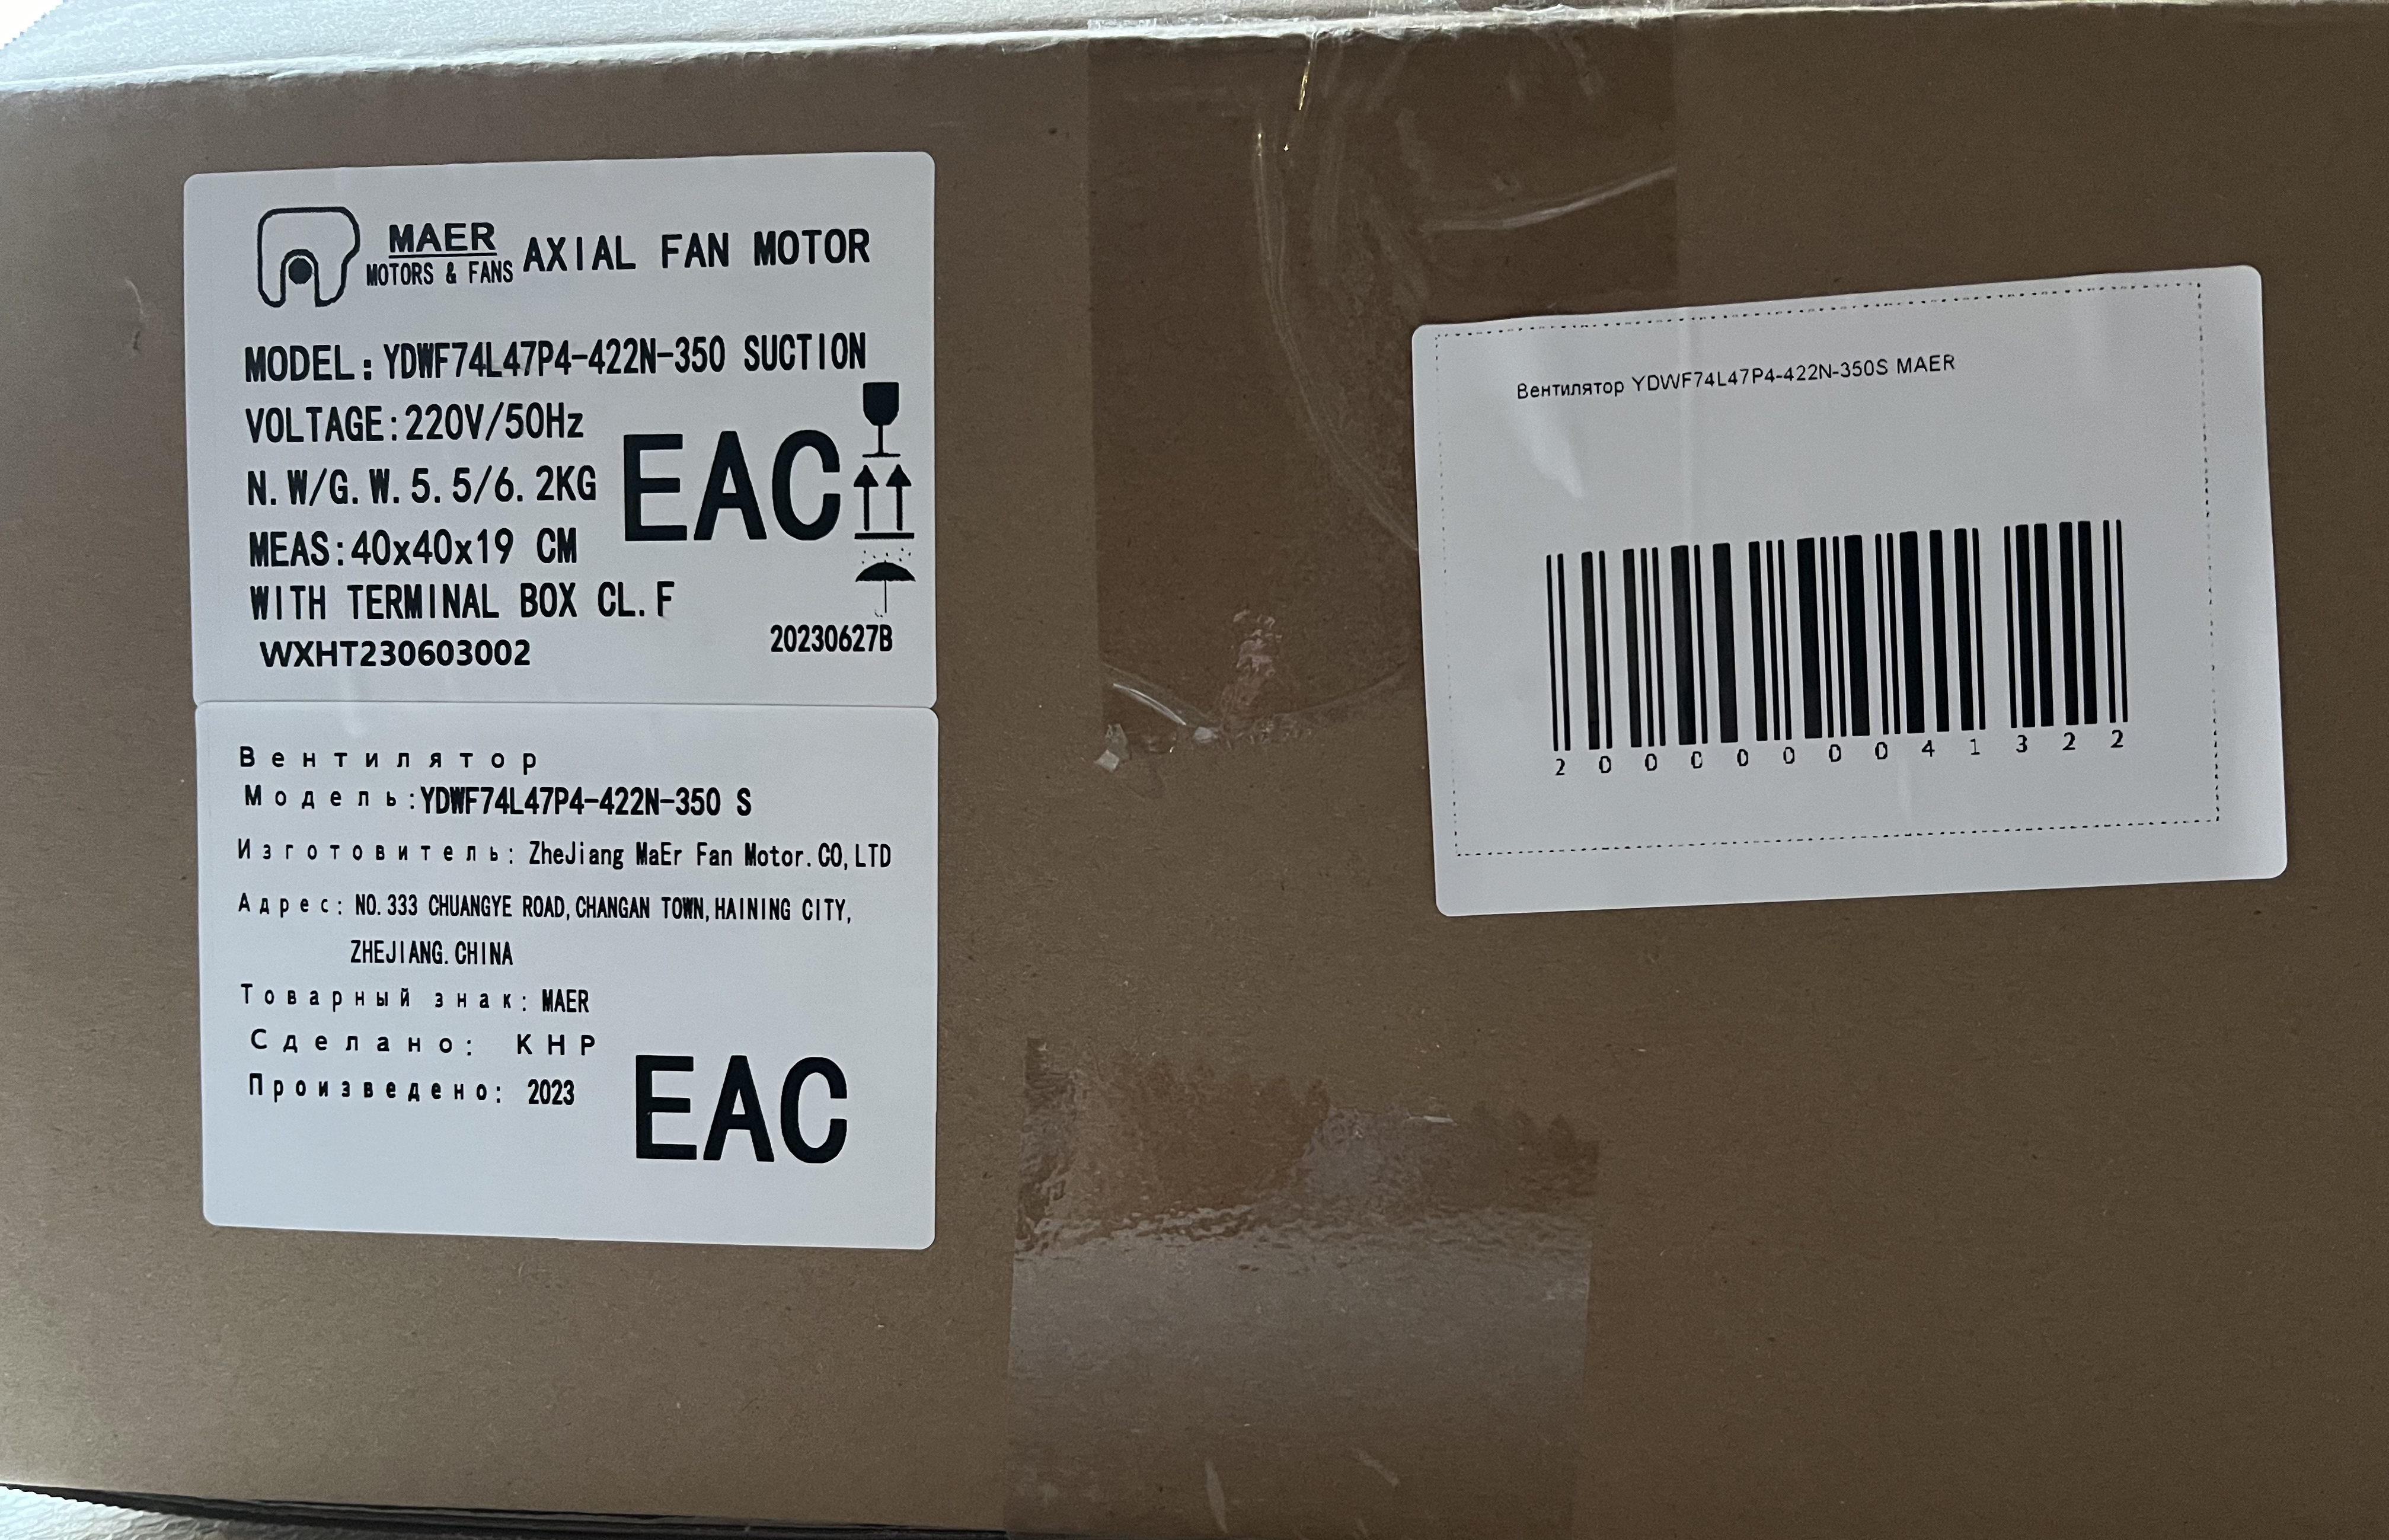 MAER
MOTORS & FANS
AXIAL FAN MOTOR
MODEL:YDWF74L47P4-422N-350 SUCTION
VOLTAGE:220V/50Hz
N.W/G.W.5.5/6.2KG
MEAS:40x40x19 CM
WITH TERMINAL BOX CL.F
EAC
WXHT230603002
20230627B
Вентилятор
Модель:YDWF74L47P4-422N-350 S
Изготовитель: ZheJiang MaEr Fan Motor.CO,LTD
Адрес: NO.333 CHUANGYE ROAD,CHANGAN TOWN,HAINING CITY,
ZHEJIANG.CHINA
Товарный знак: MAER
Сделано: КНР
Произведено: 2023
EAC
Вентилятор YDWF74L47P4-422N-350S MAER
2000000041322